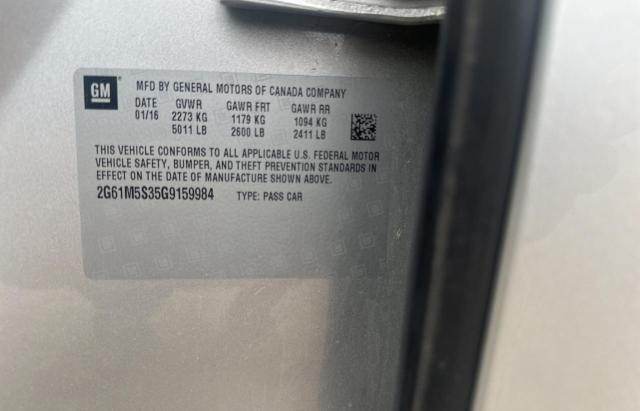 GM
MFD BY GENERAL MOTORS OF CANADA COMPANY
DATE GVWR GAWR FRT GAWR RR
01/16 2273 KG 1179 KG 1094 KG
5011 LB 2600 LB 2411 LB
THIS VEHICLE CONFORMS TO ALL APPLICABLE U.S. FEDERAL MOTOR
VEHICLE SAFETY, BUMPER, AND THEFT PREVENTION STANDARDS IN
EFFECT ON THE DATE OF MANUFACTURE SHOWN ABOVE.
2G61M5S35G9159984 TYPE: PASS CAR